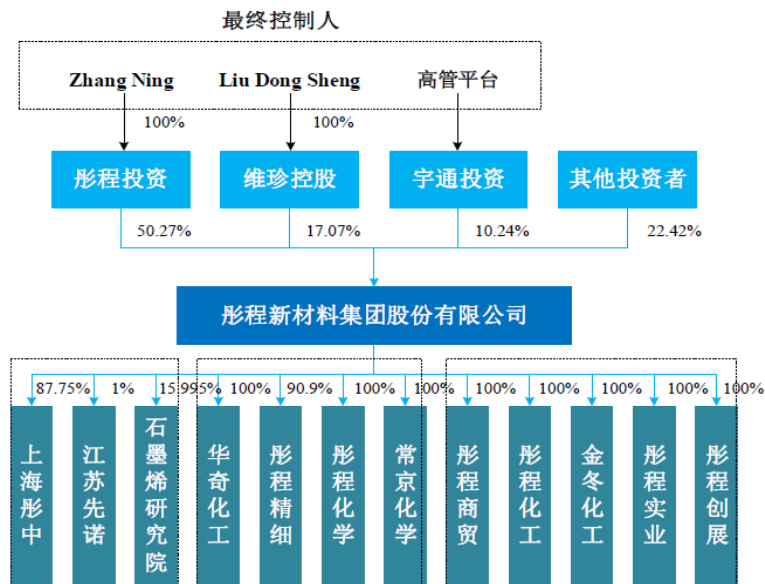 最终控制人
Zhang Ning Liu Dong Sheng 高管平台
100% 100%
彤程投资 维珍控股 宇通投资 其他投资者
50.27% 17.07% 10.24% 22.42%
彤程新材料集团股份有限公司
87.75% 1% 15.995% 100% 90.9% 100% 100% 100% 100% 100% 100% 100%
上海彤中
江苏先诺
石墨烯研究院
华奇化工
彤程精细
彤程化学
常京化学
彤程商贸
彤程化工
金冬化工
彤程实业
彤程创展